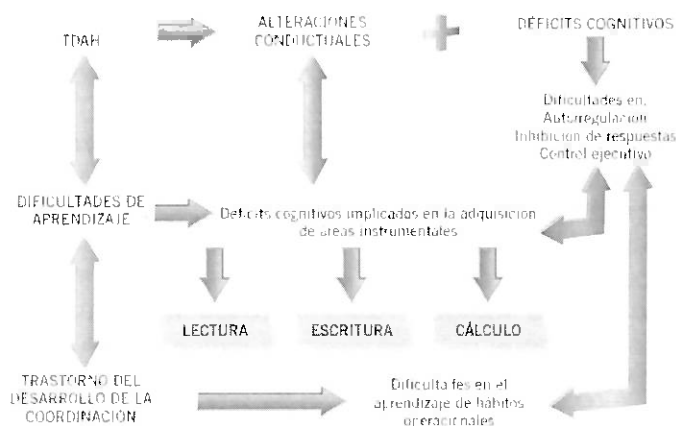 TDAH
ALTERACIONES
CONDUCTUALES
DÉFICITS COGNITIVOS
Dificultades en:
Autorregulación
Inhibición de respuestas
Control ejecutivo
DIFICULTADES DE
APRENDIZAJE
Déficits cognitivos implicados en la adquisición
de áreas instrumentales
LECTURA
ESCRITURA
CÁLCULO
TRASTORNO DEL
DESARROLLO DE LA
COORDINACIÓN
Dificultades en el
aprendizaje de hábitos
operacionales